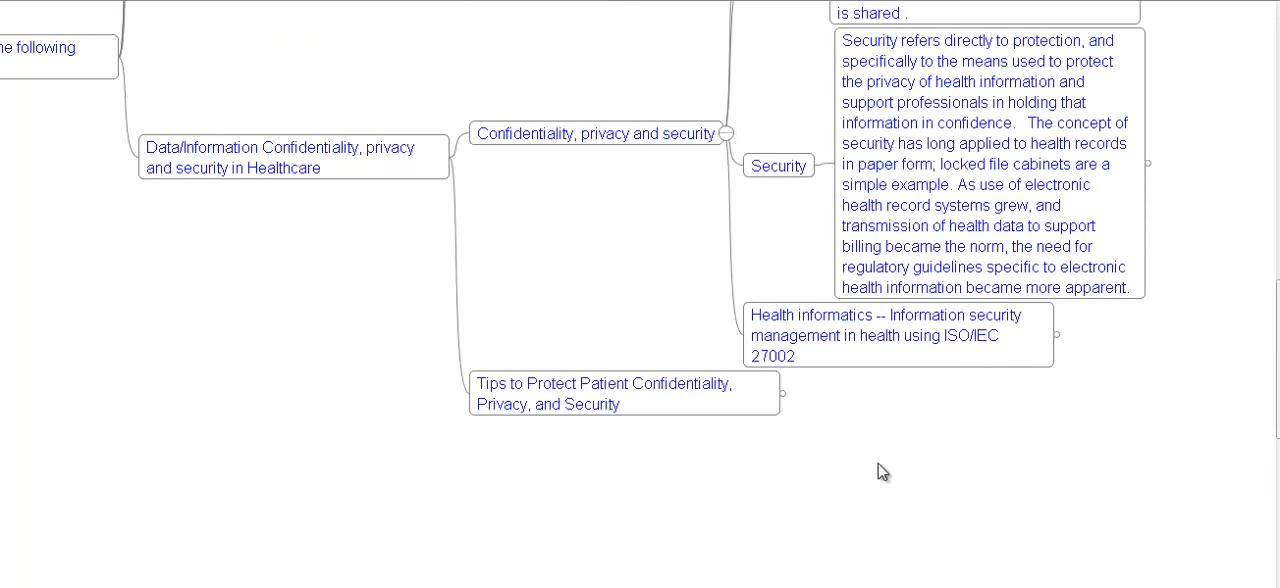 is shared .
ne following
Security refers directly to protection, and
specifically to the means used to protect
the privacy of health information and
support professionals in holding that
information in confidence.   The concept of
security has long applied to health records
in paper form; locked file cabinets are a
simple example. As use of electronic
health record systems grew, and
transmission of health data to support
billing became the norm, the need for
regulatory guidelines specific to electronic
health information became more apparent.
Confidentiality, privacy and security
Data/Information Confidentiality, privacy
and security in Healthcare
Security
Health informatics -- Information security
management in health using ISO/IEC
27002
Tips to Protect Patient Confidentiality,
Privacy, and Security